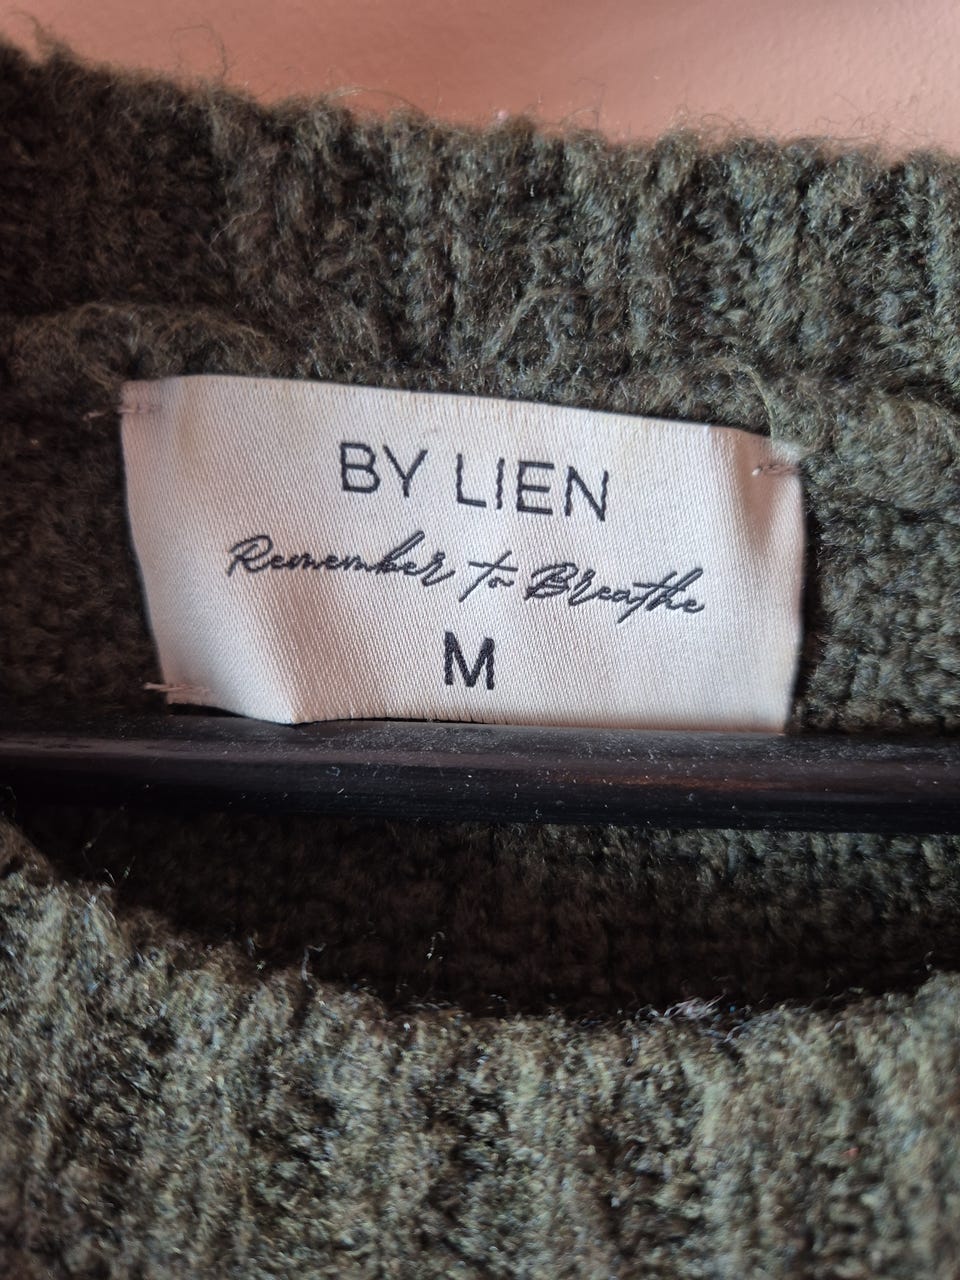 BY LIEN
Remember to Breathe
M